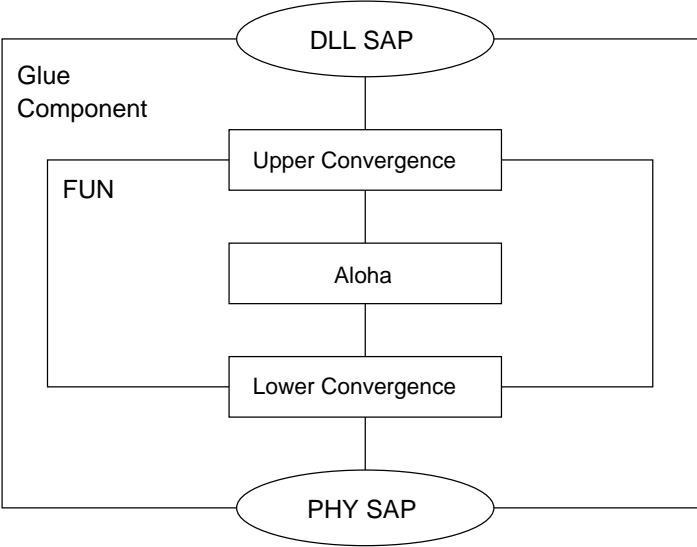 DLL SAP
Glue
Component
Upper Convergence
FUN
Aloha
Lower Convergence
PHY SAP